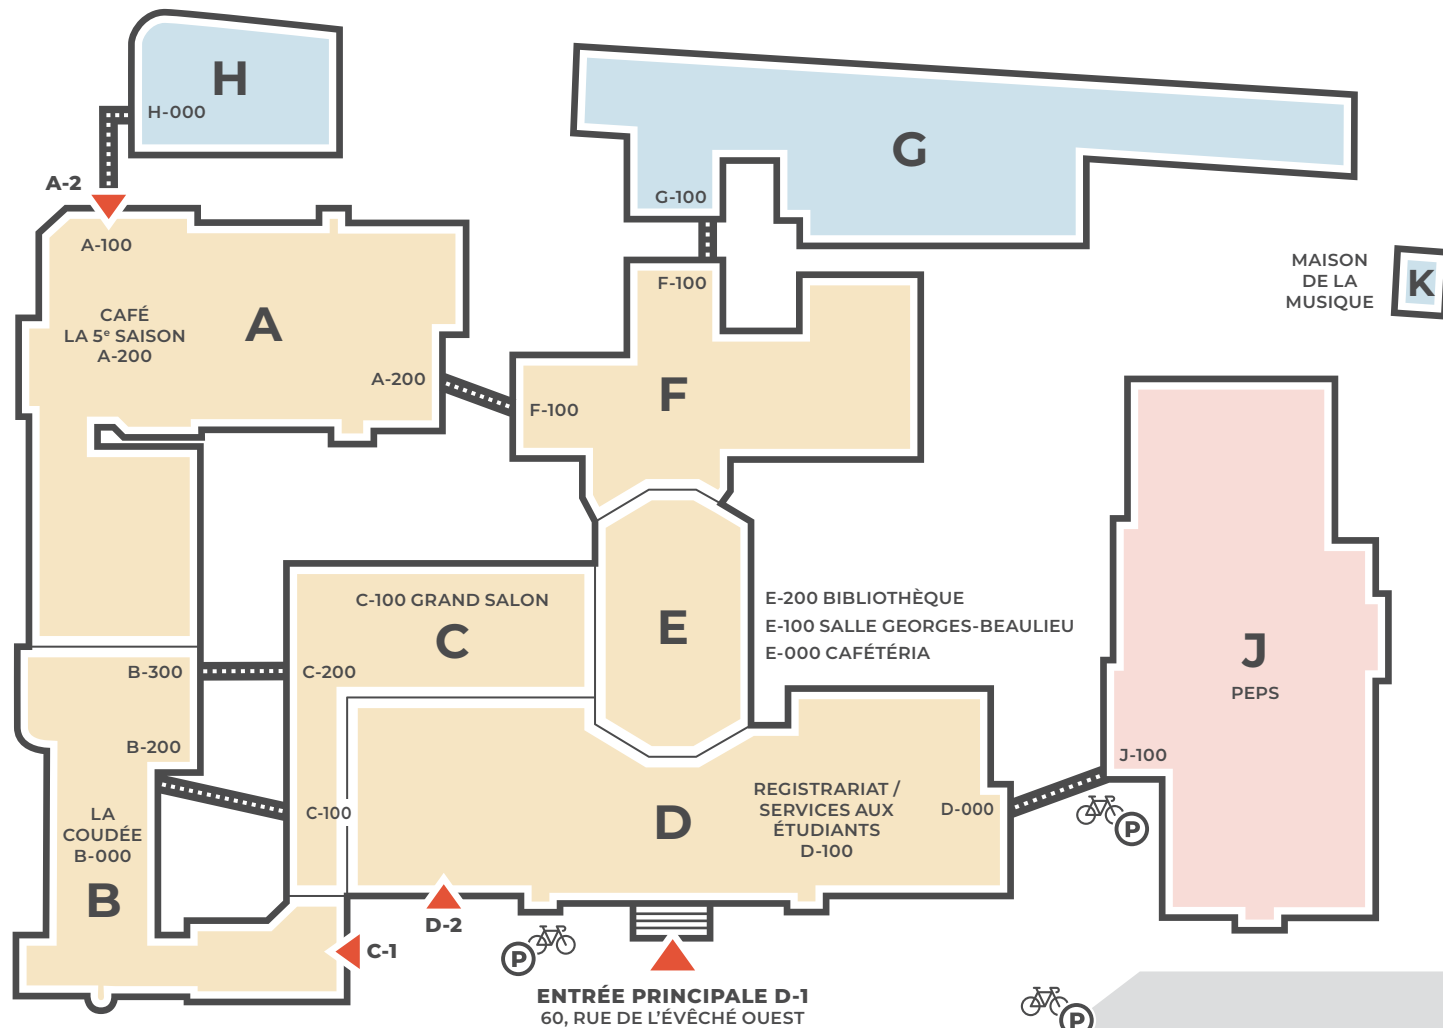 H
H-000
G
G-100
A-2
A-100
CAFÉ
LA 5e SAISON
A-200
A
A-200
F-100
F-100
F
MAISON
DE LA
MUSIQUE
K
C-100 GRAND SALON
C
E
E-200 BIBLIOTHÈQUE
E-100 SALLE GEORGES-BEAULIEU
E-000 CAFÉTÉRIA
J
PEPS
J-100
B-300
C-200
B-200
C-100
LA
COUDÉE
B-000
B
D
REGISTRARIAT /
SERVICES AUX
ÉTUDIANTS
D-100
D-000
P
D-2
C-1
P
ENTRÉE PRINCIPALE D-1
60, RUE DE L'ÉVÊCHÉ OUEST
P